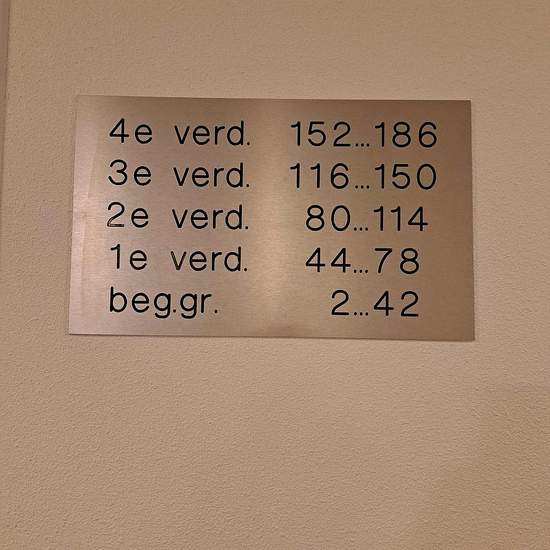 4e verd. 152...186
3e verd. 116...150
2e verd. 80...114
1e verd. 44...78
beg.gr. 2...42